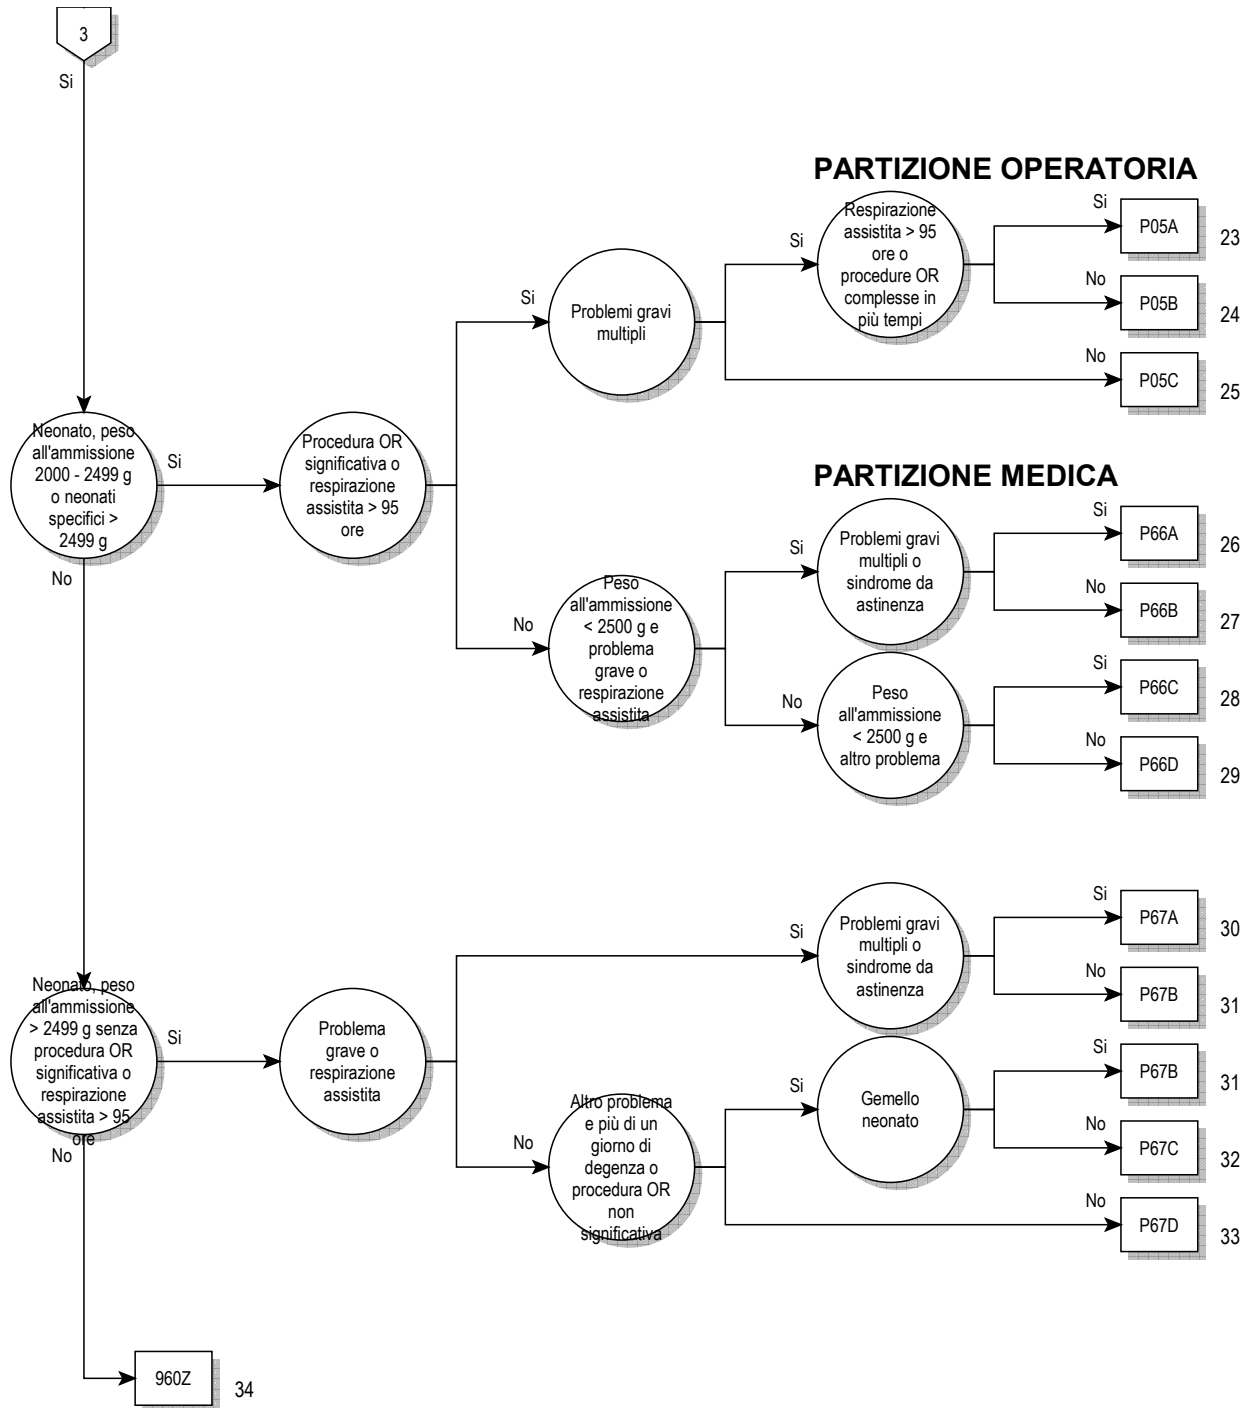 3
Si
PARTIZIONE OPERATORIA
Respirazione
assistita > 95
ore o
procedure OR
complesse in
più tempi
Si
Si
P05A
23
No
P05B
24
Si
Problemi gravi
multipli
No
P05C
25
Neonato, peso
all'ammissione
2000 - 2499 g
o neonati
specifici >
2499 g
Si
Procedura OR
significativa o
respirazione
assistita > 95
ore
PARTIZIONE MEDICA
Si
Problemi gravi
multipli o
sindrome da
astinenza
Si
P66A
26
No
P66B
27
No
No
Peso
all'ammissione
< 2500 g e
problema
grave o
respirazione
assistita
No
Peso
all'ammissione
< 2500 g e
altro problema
Si
P66C
28
No
P66D
29
Si
Problemi gravi
multipli o
sindrome da
astinenza
Si
P67A
30
No
P67B
31
Neonato, peso
all'ammissione
> 2499 g senza
procedura OR
significativa o
respirazione
assistita > 95
ore
Si
Problema
grave o
respirazione
assistita
No
Altro problema
e più di un
giorno di
degenza o
procedura OR
non
significativa
Si
Gemello
neonato
Si
P67B
31
No
P67C
32
No
P67D
33
No
960Z
34